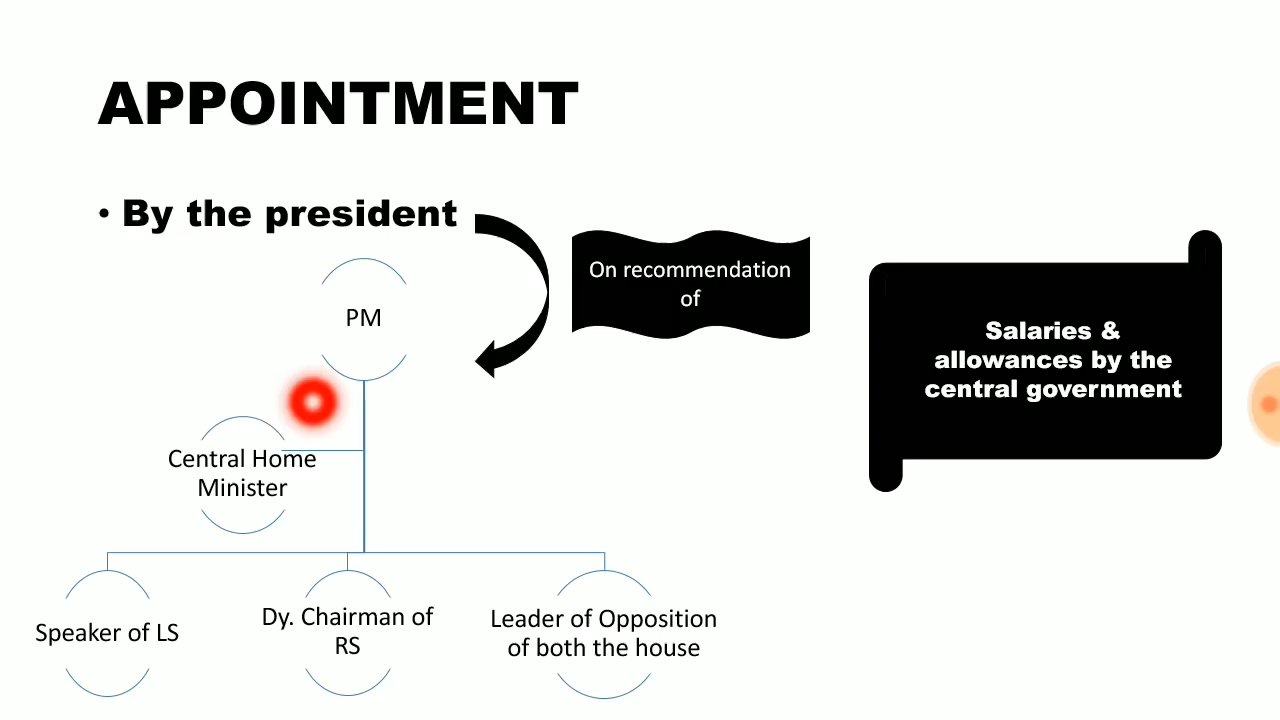 APPOINTMENT
• By the president
On recommendation
of
PM
Salaries &
allowances by the
central government
Central Home
Minister
Speaker of LS
Dy. Chairman of
RS
Leader of Opposition
of both the house